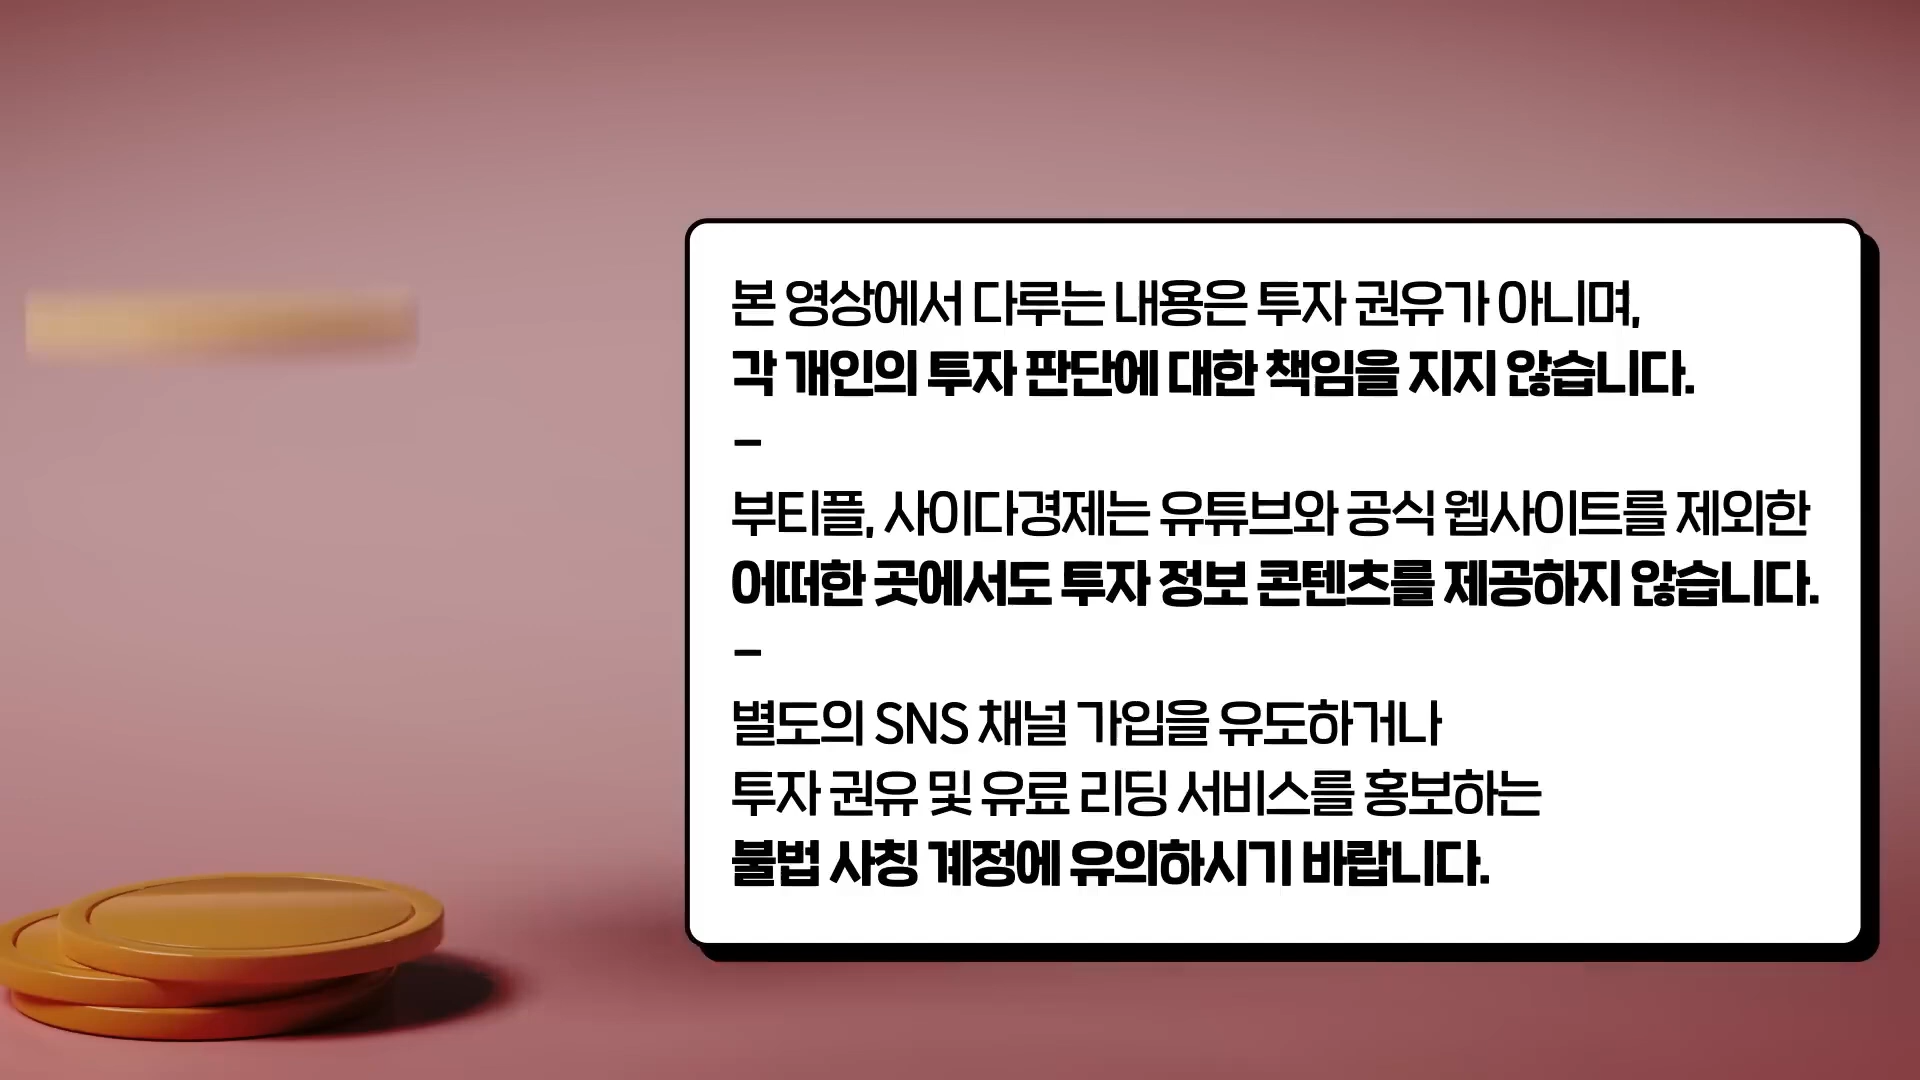 본 영상에서 다루는 내용은 투자 권유가 아니며,
각 개인의 투자 판단에 대한 책임을 지지 않습니다.
–
부티플, 사이다경제는 유튜브와 공식 웹사이트를 제외한
어떠한 곳에서도 투자 정보 콘텐츠를 제공하지 않습니다.
–
별도의 SNS 채널 가입을 유도하거나
투자 권유 및 유료 리딩 서비스를 홍보하는
불법 사칭 계정에 유의하시기 바랍니다.